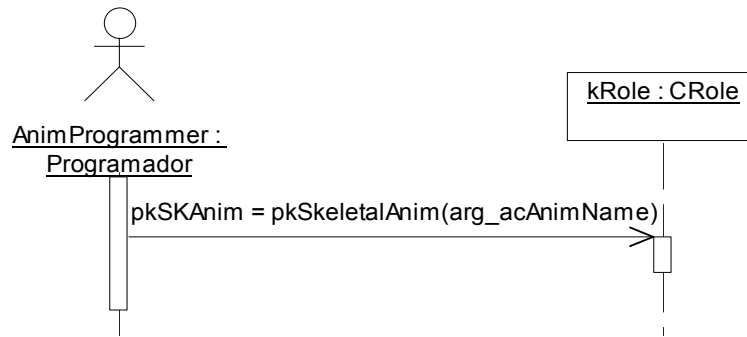 kRole : CRole
AnimProgrammer :
Programador
pkSKAnim = pkSkeletalAnim(arg_acAnimName)